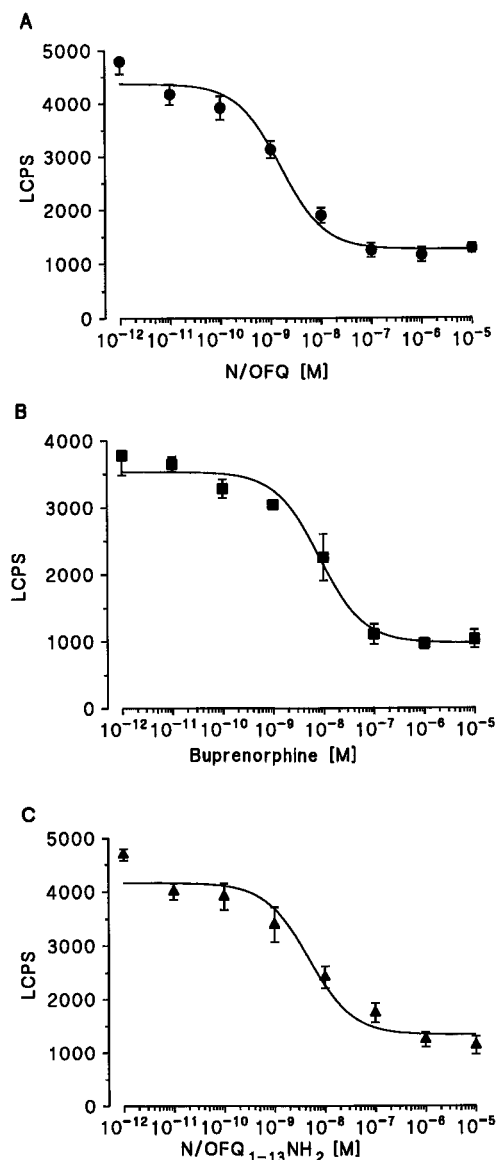 A
5000
4000
3000
2000
1000
0
LCPS
10⁻¹² 10⁻¹¹ 10⁻¹⁰ 10⁻⁹ 10⁻⁸ 10⁻⁷ 10⁻⁶ 10⁻⁵
N/OFQ [M]
B
4000
3000
2000
1000
0
LCPS
10⁻¹² 10⁻¹¹ 10⁻¹⁰ 10⁻⁹ 10⁻⁸ 10⁻⁷ 10⁻⁶ 10⁻⁵
Buprenorphine [M]
C
5000
4000
3000
2000
1000
0
LCPS
10⁻¹² 10⁻¹¹ 10⁻¹⁰ 10⁻⁹ 10⁻⁸ 10⁻⁷ 10⁻⁶ 10⁻⁵
N/OFQ₁₋₁₃NH₂ [M]